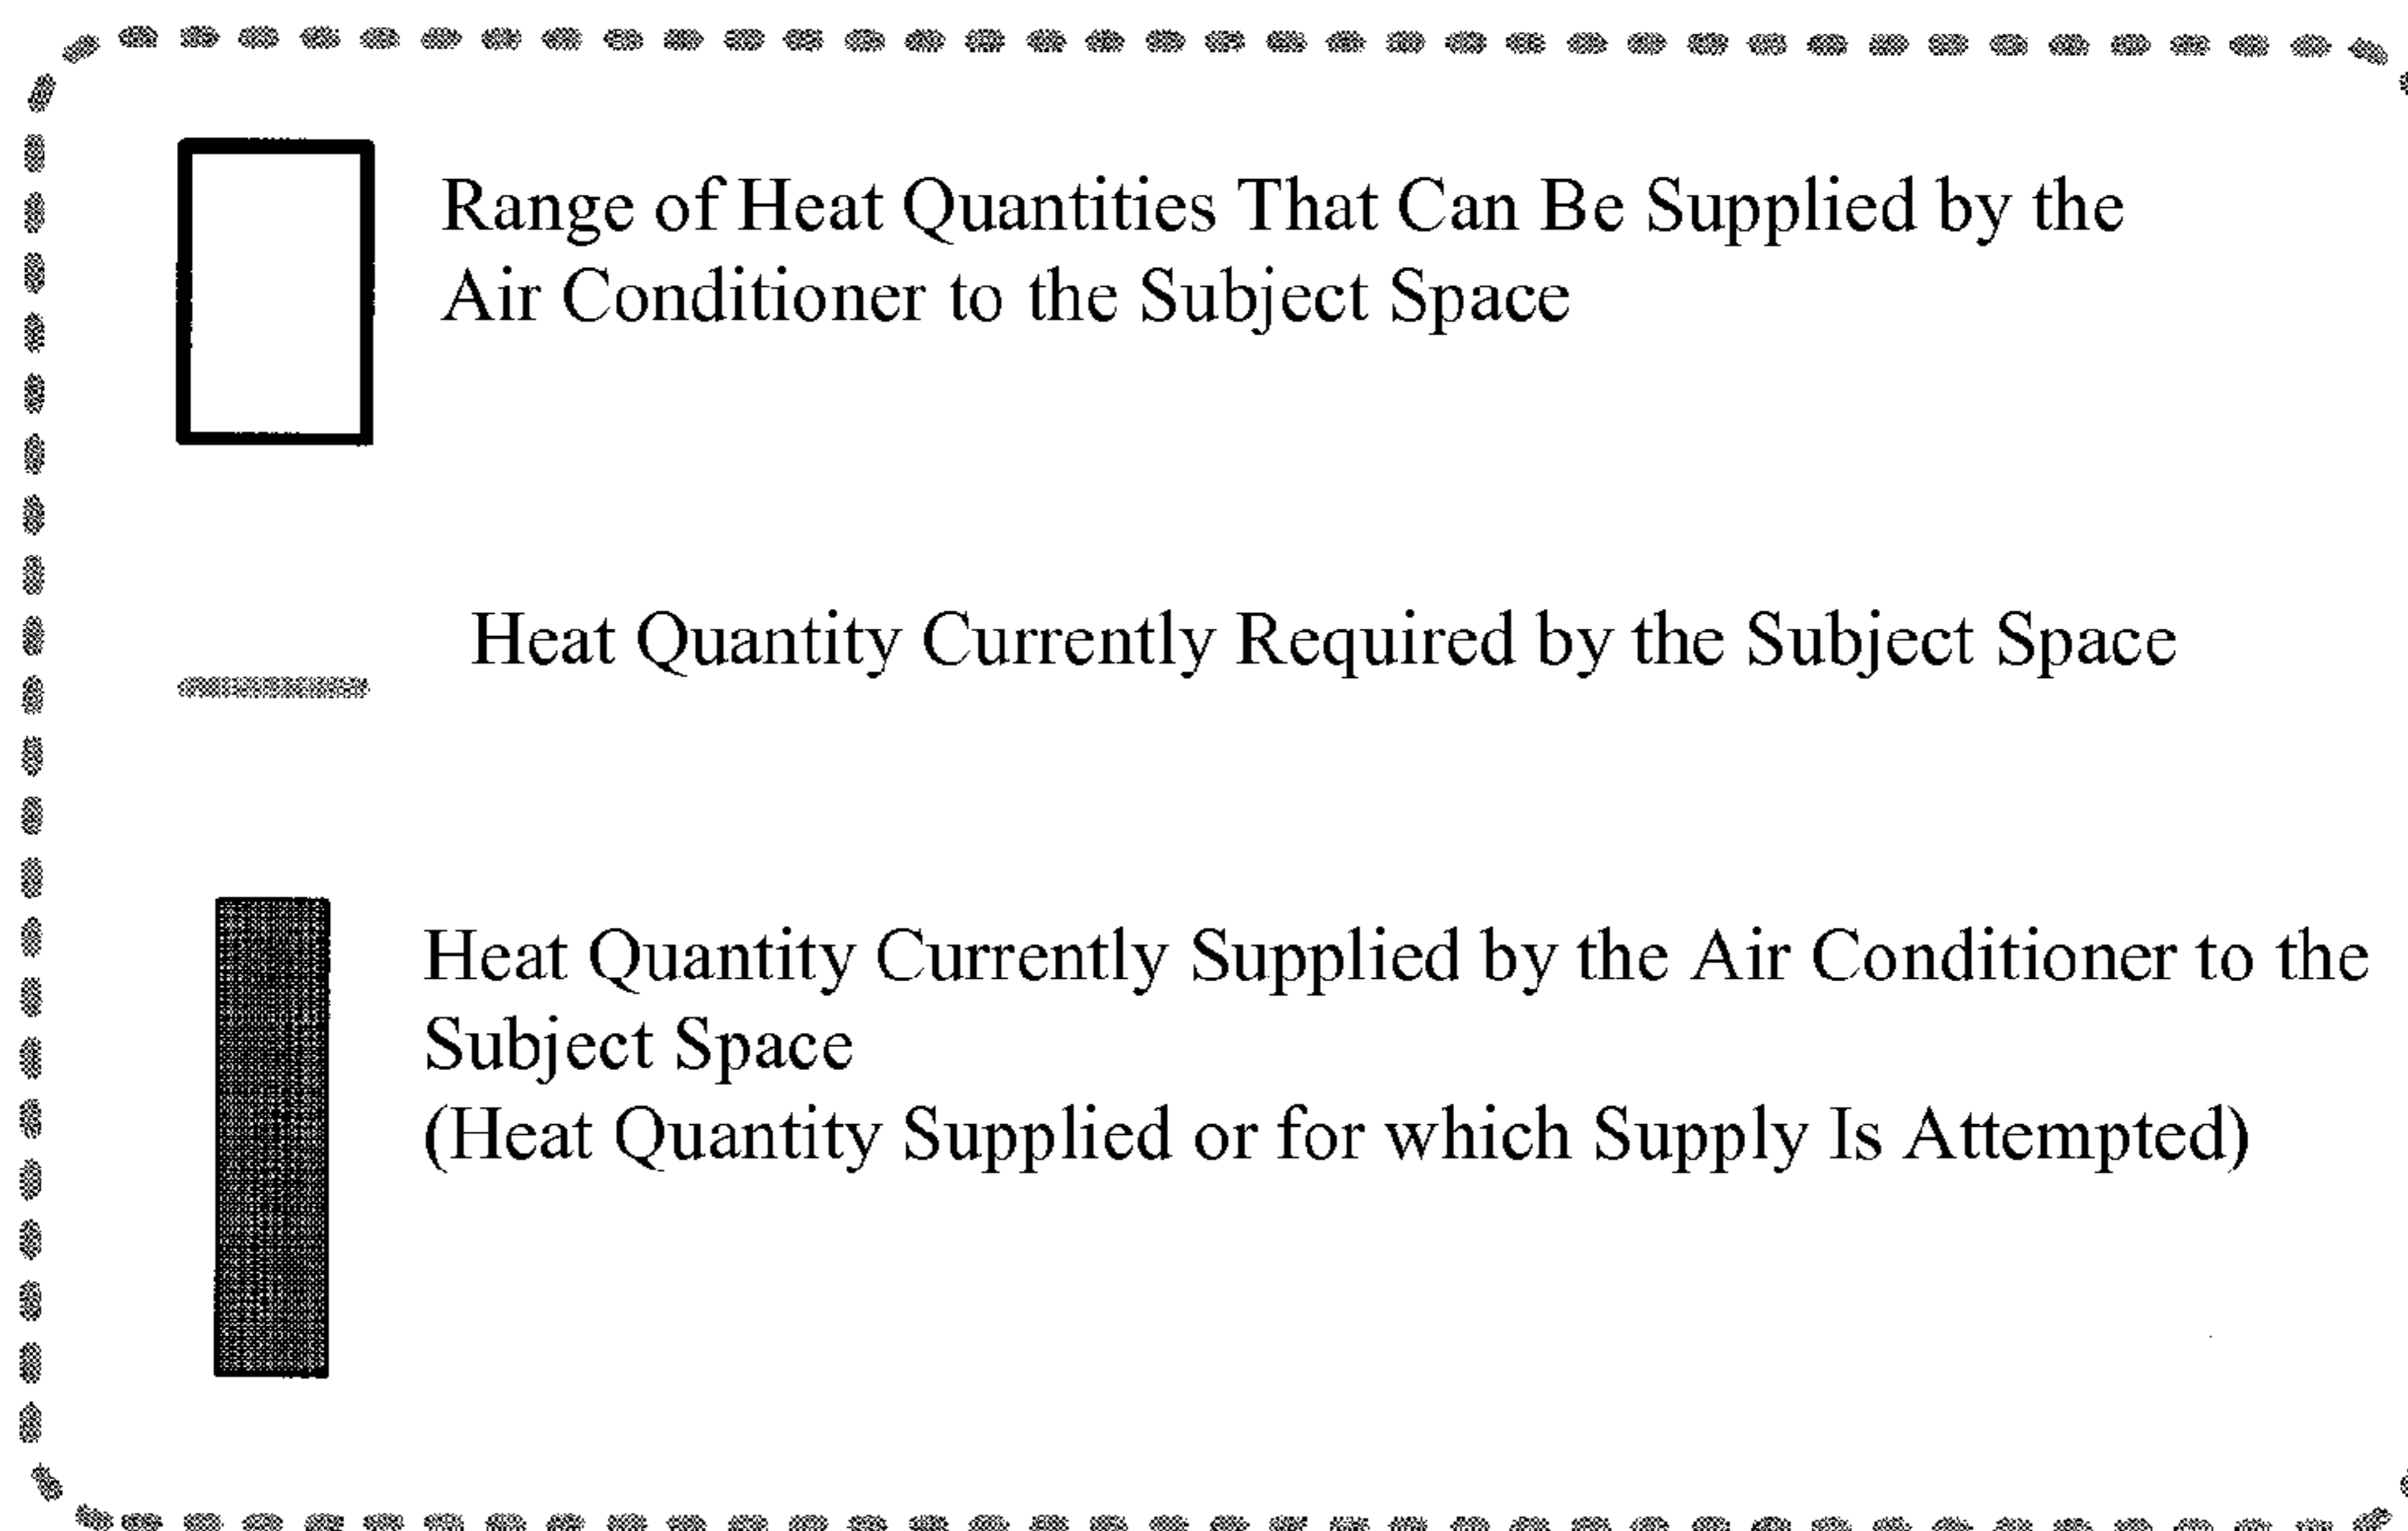 Range of Heat Quantities That Can Be Supplied by the
Air Conditioner to the Subject Space
Heat Quantity Currently Required by the Subject Space
Heat Quantity Currently Supplied by the Air Conditioner to the
Subject Space
(Heat Quantity Supplied or for which Supply Is Attempted)